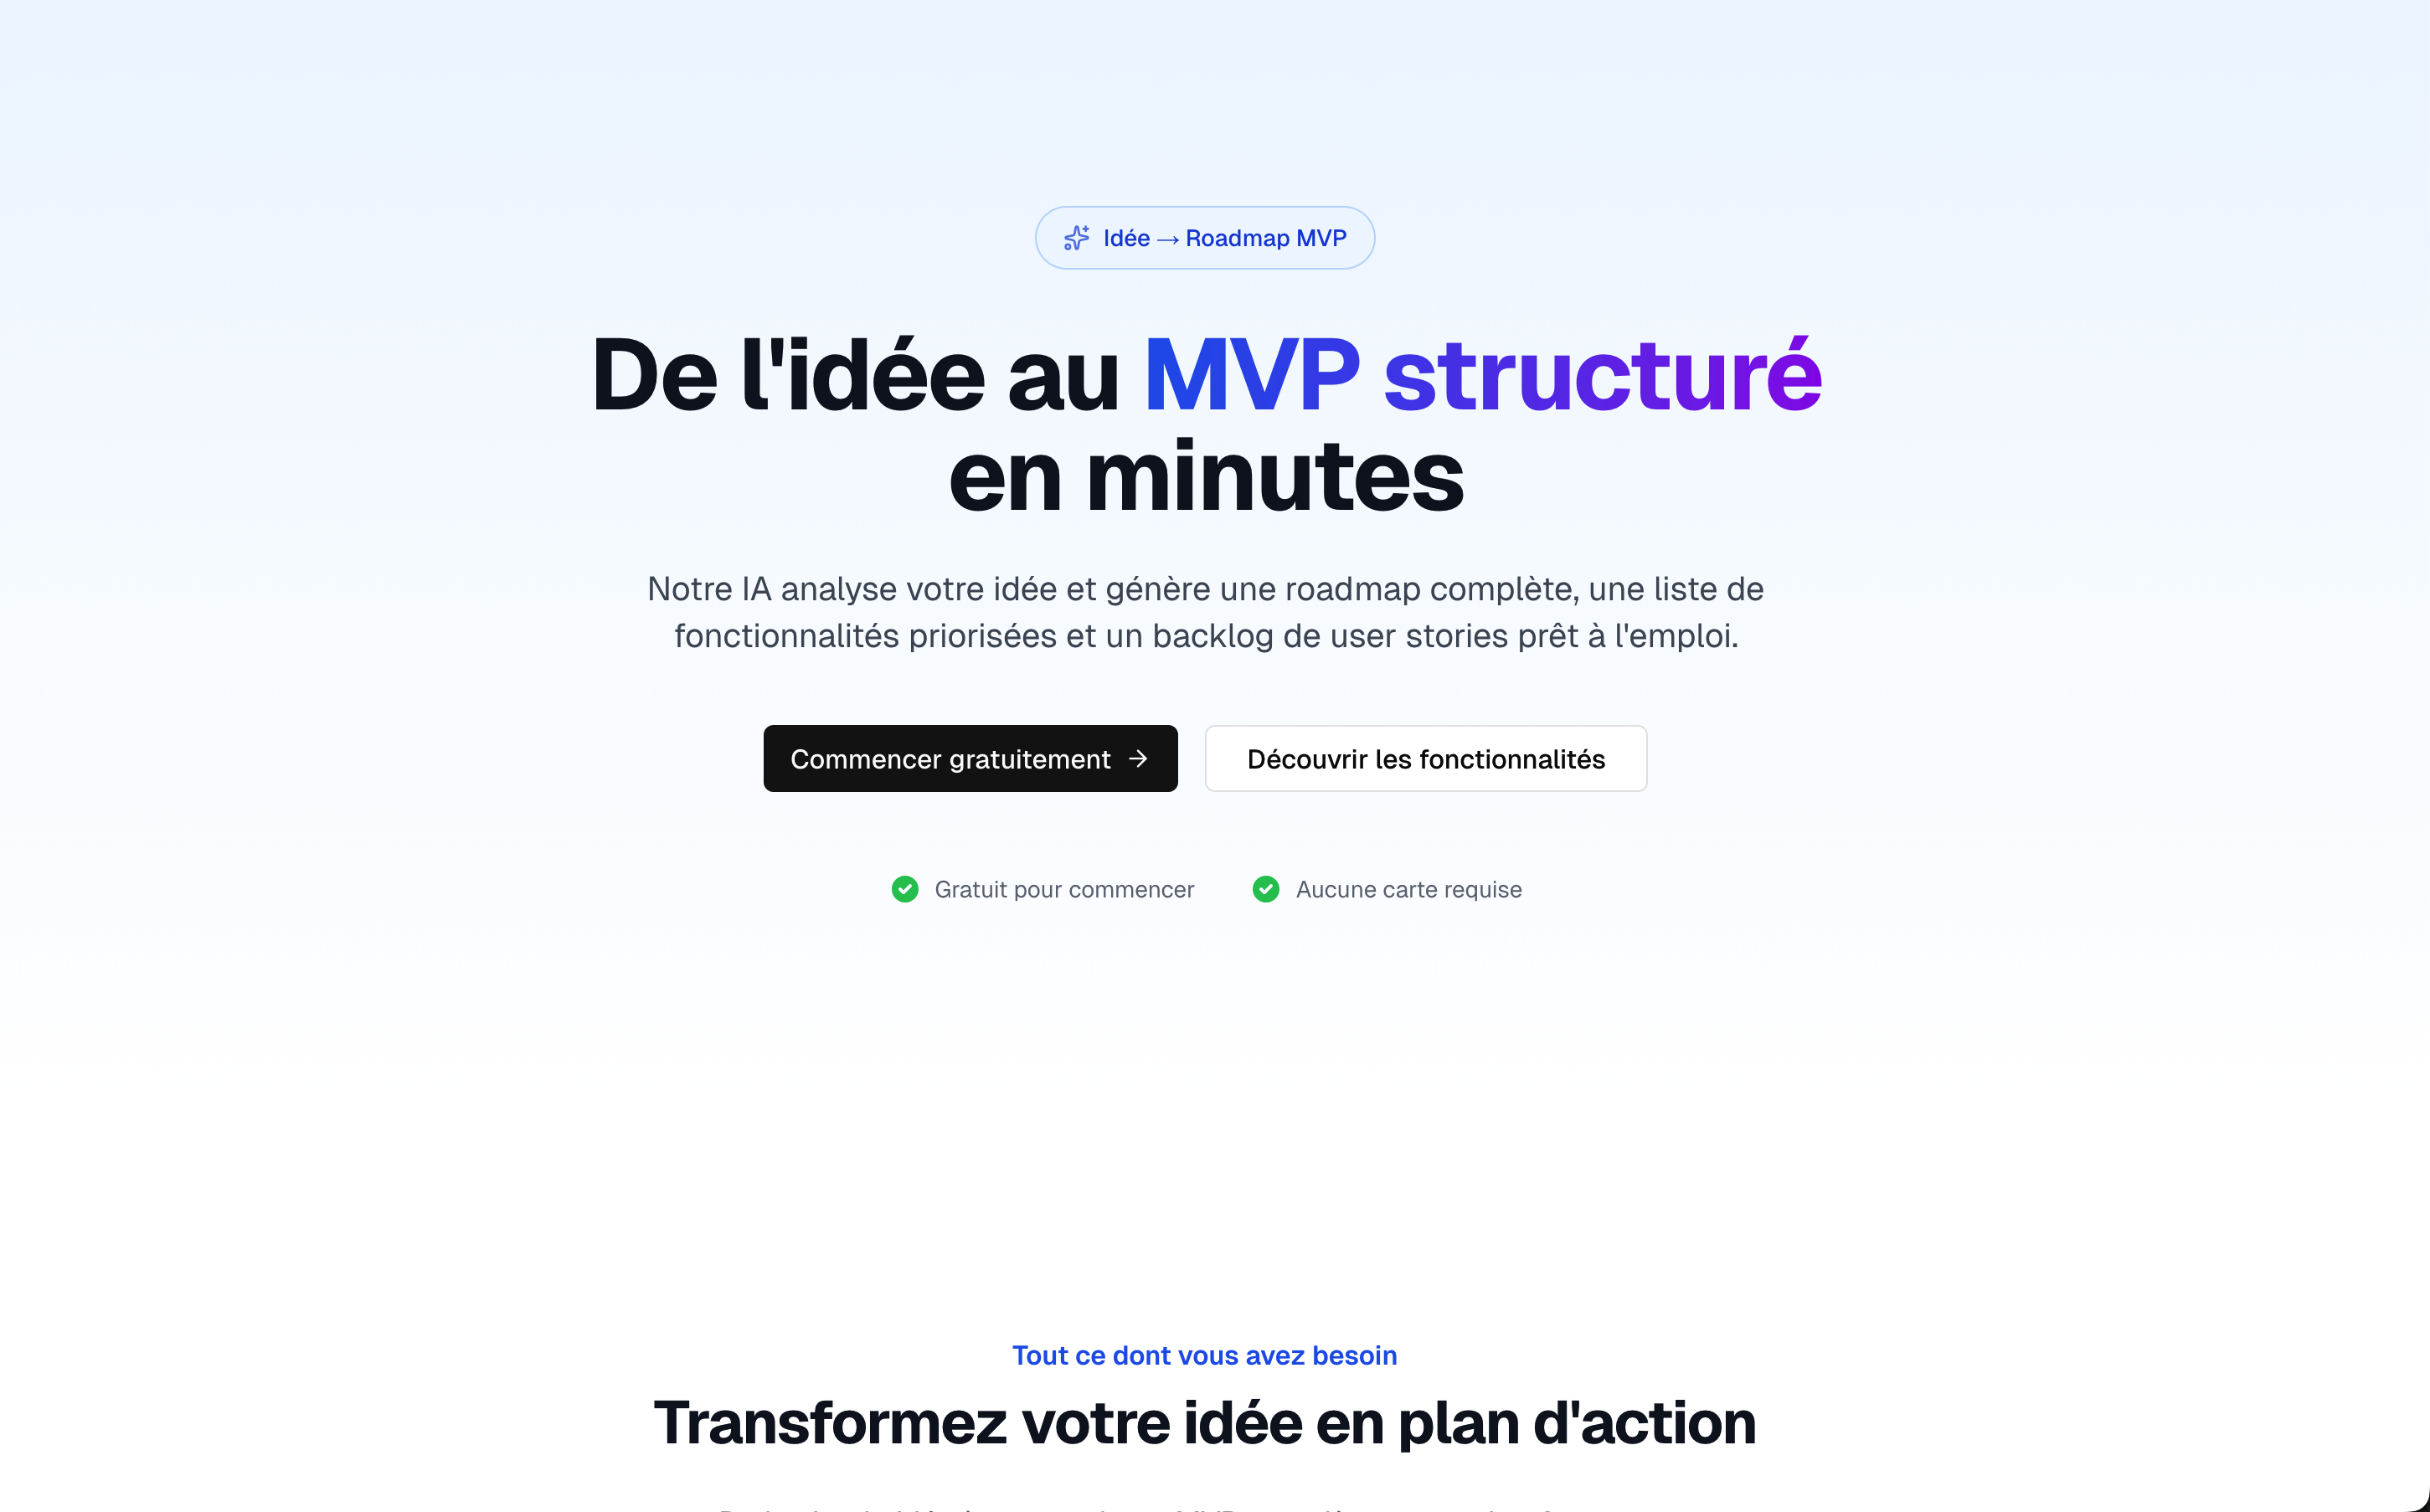 Idée → Roadmap MVP
De l'idée au MVP structuré
en minutes
Notre IA analyse votre idée et génère une roadmap complète, une liste de
fonctionnalités priorisées et un backlog de user stories prêt à l'emploi.
Commencer gratuitement →
Découvrir les fonctionnalités
Gratuit pour commencer
Aucune carte requise
Tout ce dont vous avez besoin
Transformez votre idée en plan d'action